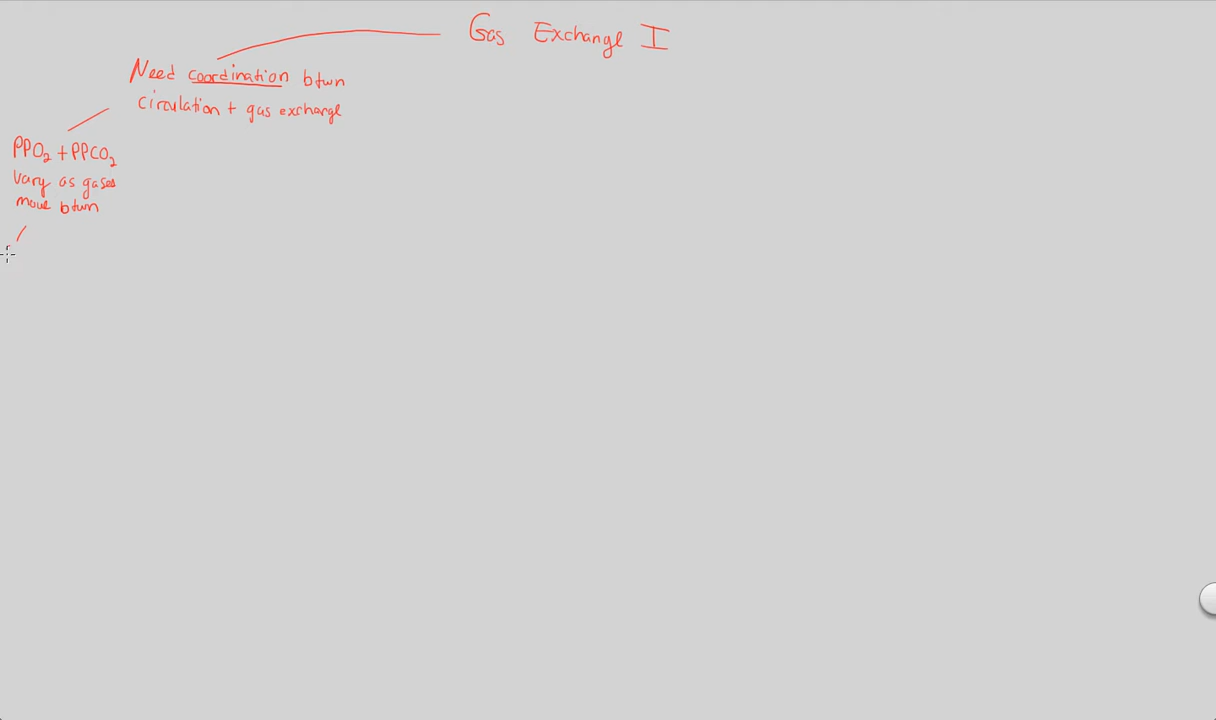 Gas Exchange I
Need coordination btwn
circulation + gas exchange
PPO₂ + PPCO₂
vary as gases
move btwn